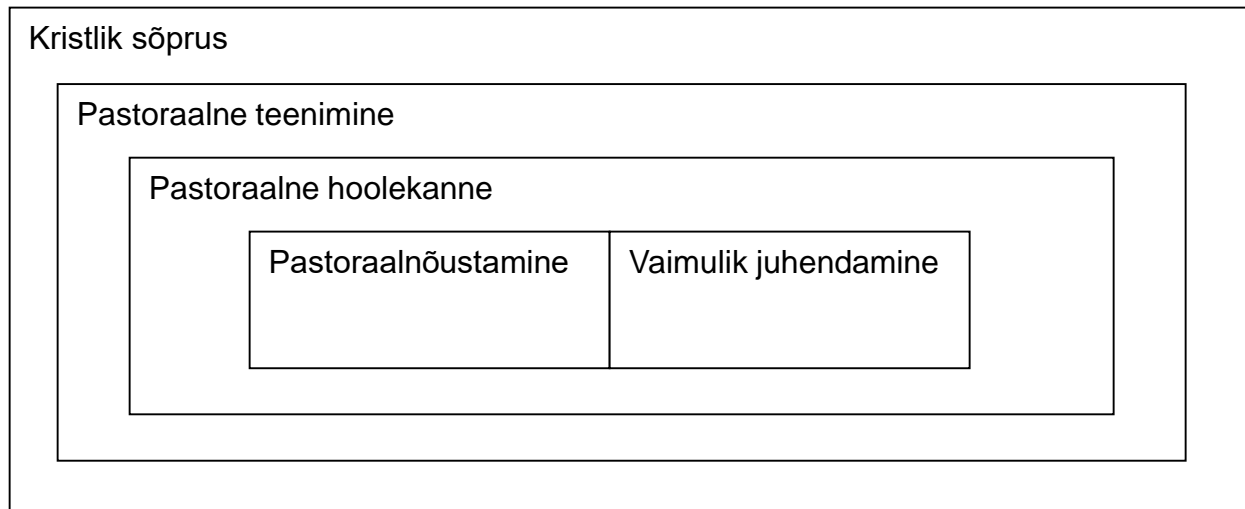 Kristlik sõprus
Pastoraalne teenimine
Pastoraalne hoolekanne
Pastoraalnõustamine
Vaimulik juhendamine